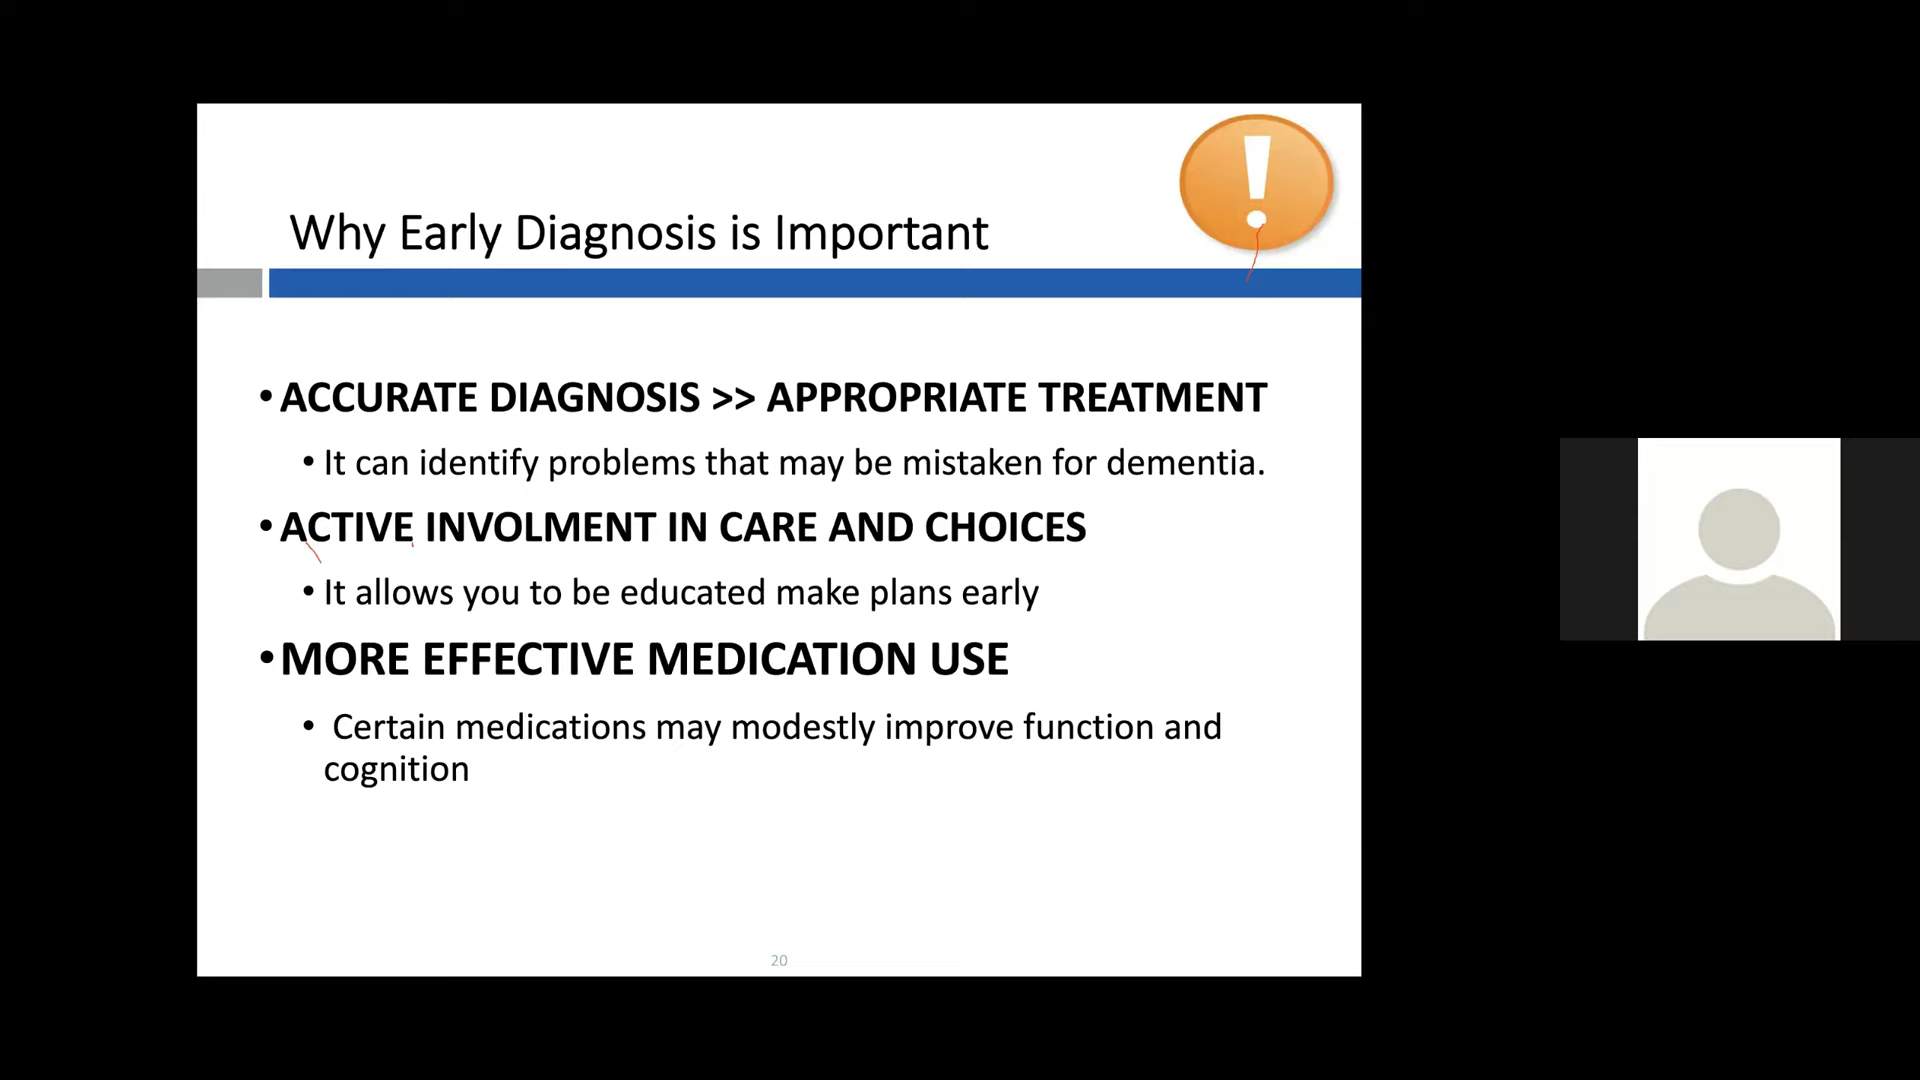 Why Early Diagnosis is Important
• ACCURATE DIAGNOSIS >> APPROPRIATE TREATMENT
• It can identify problems that may be mistaken for dementia.
• ACTIVE INVOLMENT IN CARE AND CHOICES
• It allows you to be educated make plans early
• MORE EFFECTIVE MEDICATION USE
• Certain medications may modestly improve function and
cognition
20